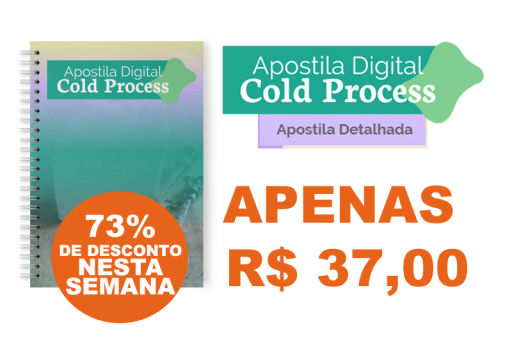 Apostila Digital
Cold Process
73%
DE DESCONTO
NESTA
SEMANA
Apostila Digital
Cold Process
Apostila Detalhada
APENAS
R$ 37,00